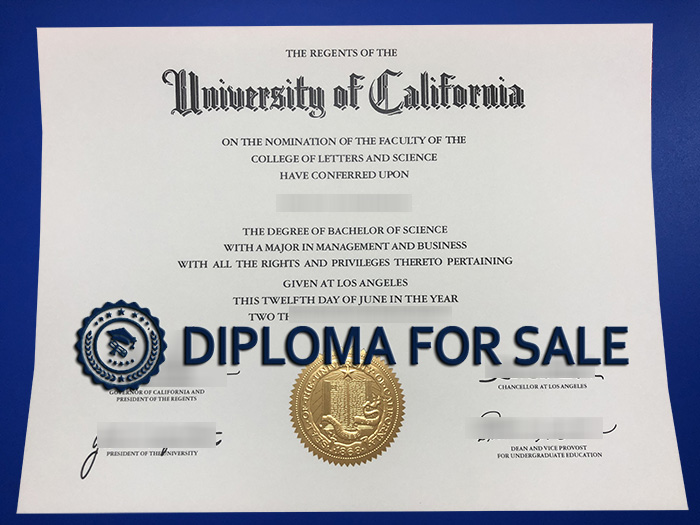 THE REGENTS OF THE
University of California
ON THE NOMINATION OF THE FACULTY OF THE
COLLEGE OF LETTERS AND SCIENCE
HAVE CONFERRED UPON
THE DEGREE OF BACHELOR OF SCIENCE
WITH A MAJOR IN MANAGEMENT AND BUSINESS
WITH ALL THE RIGHTS AND PRIVILEGES THERETO PERTAINING
GIVEN AT LOS ANGELES
THIS TWELFTH DAY OF JUNE IN THE YEAR
TWO
DIPLOMA FOR SALE
GOVERNOR OF CALIFORNIA AND
PRESIDENT OF THE REGENTS
CHANCELLOR AT LOS ANGELES
PRESIDENT OF THE UNIVERSITY
DEAN AND VICE PROVOST
FOR UNDERGRADUATE EDUCATION
1868